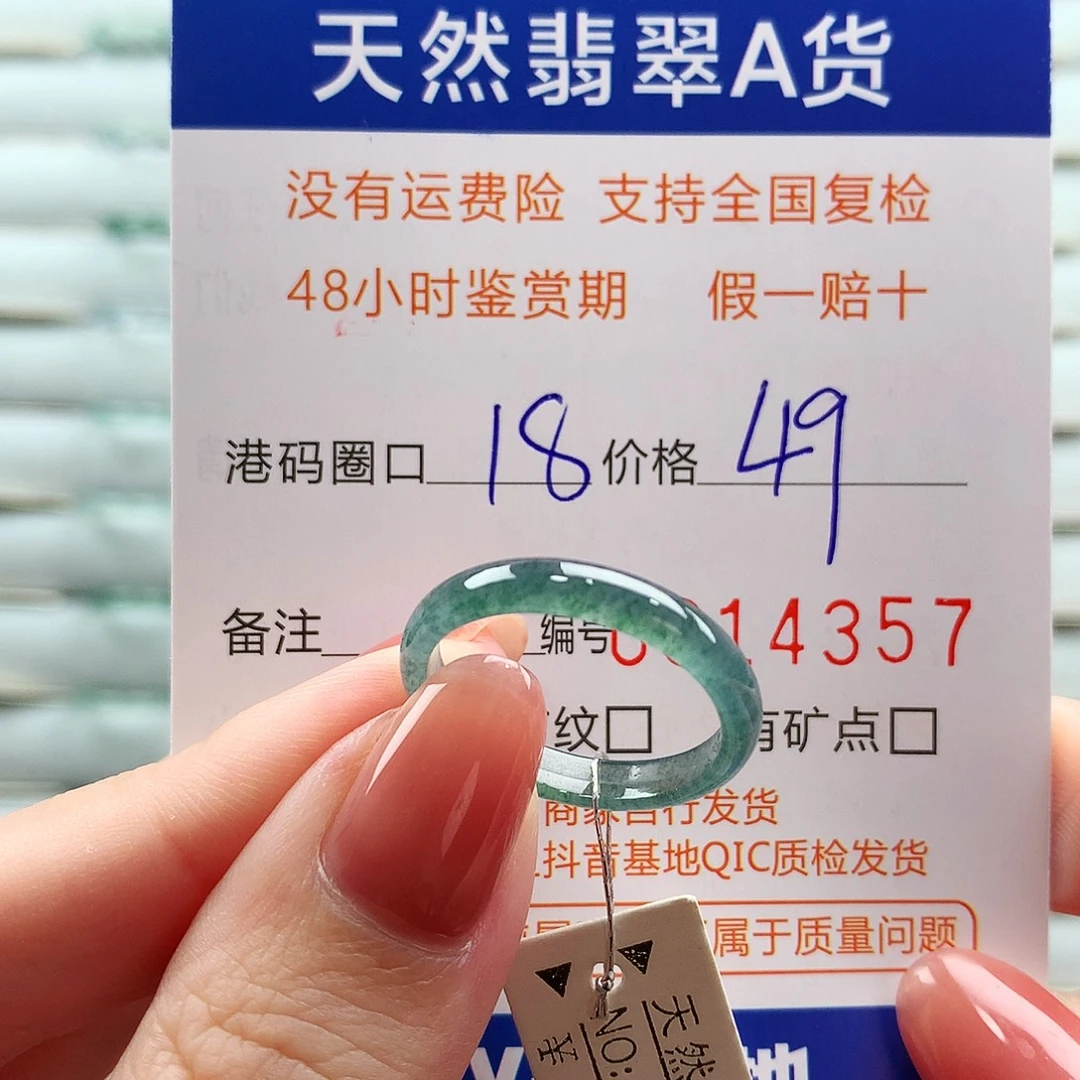 天然翡翠A货
没有运费险 支持全国复检
48小时鉴赏期 假一赔十
港码圈口 18 价格 49
备注 编号 14357
纹□ 有矿点□
商家自行发货
抖音基地QIC质检发货
属于质量问题
天然
NO: